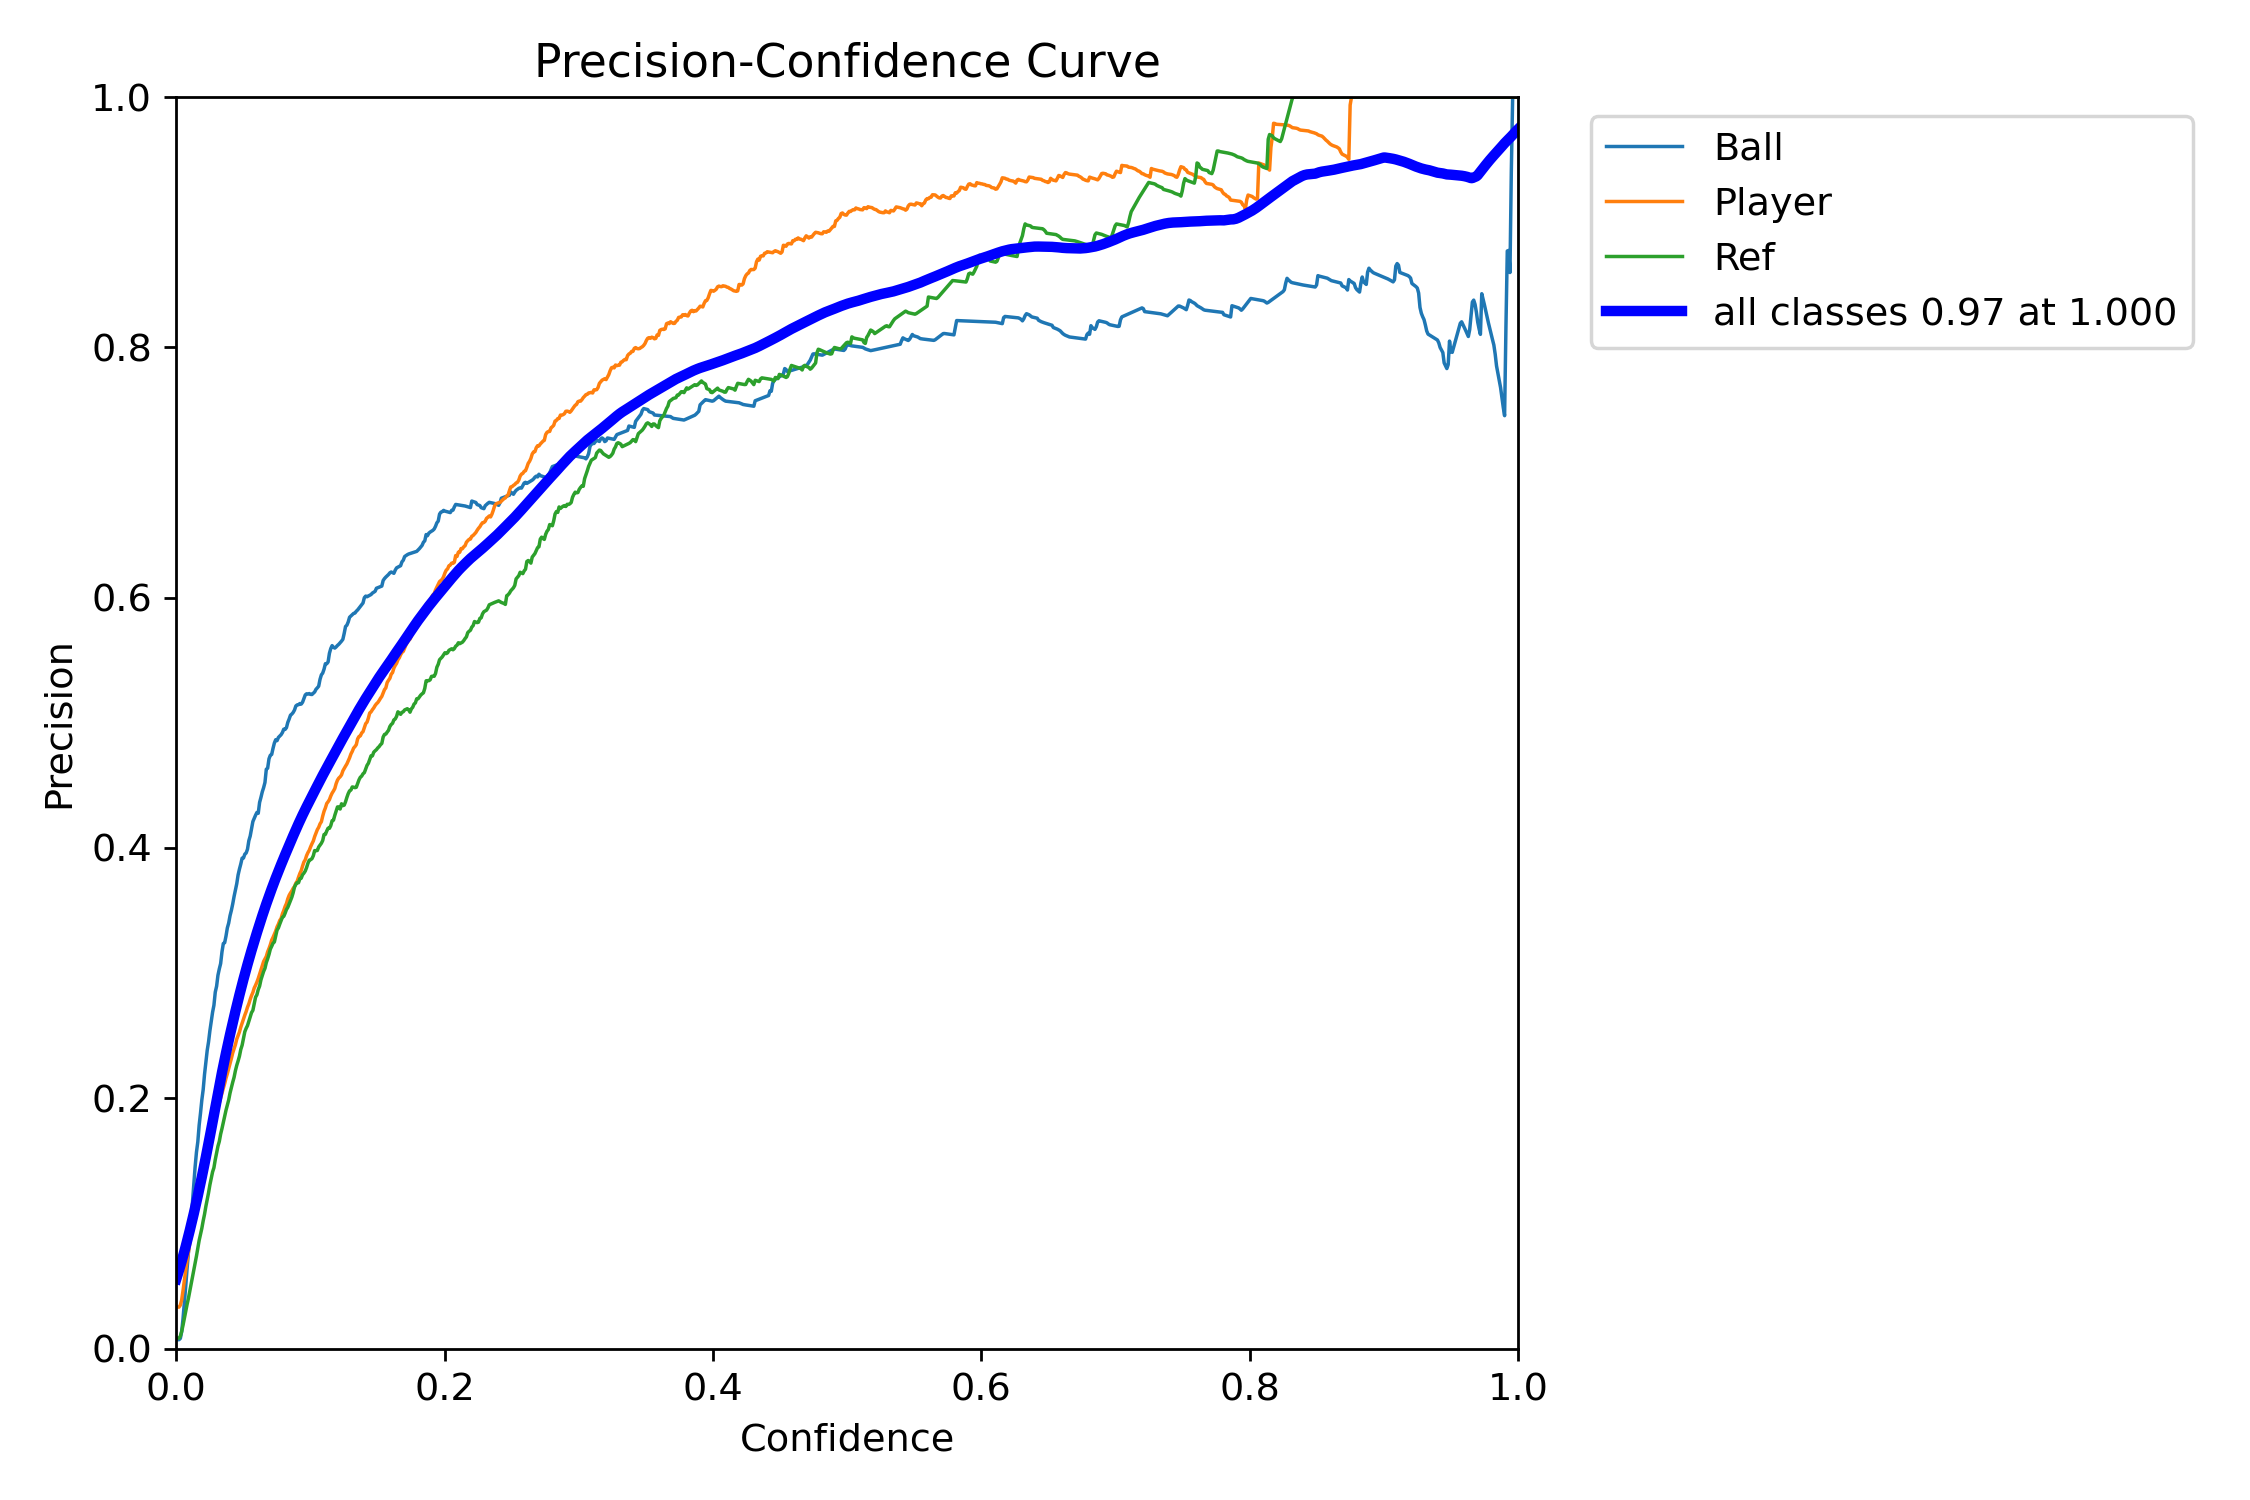 Precision-Confidence Curve
1.0
0.8
0.6
0.4
0.2
0.0
Precision
0.0 0.2 0.4 0.6 0.8 1.0
Confidence
Ball
Player
Ref
all classes 0.97 at 1.000